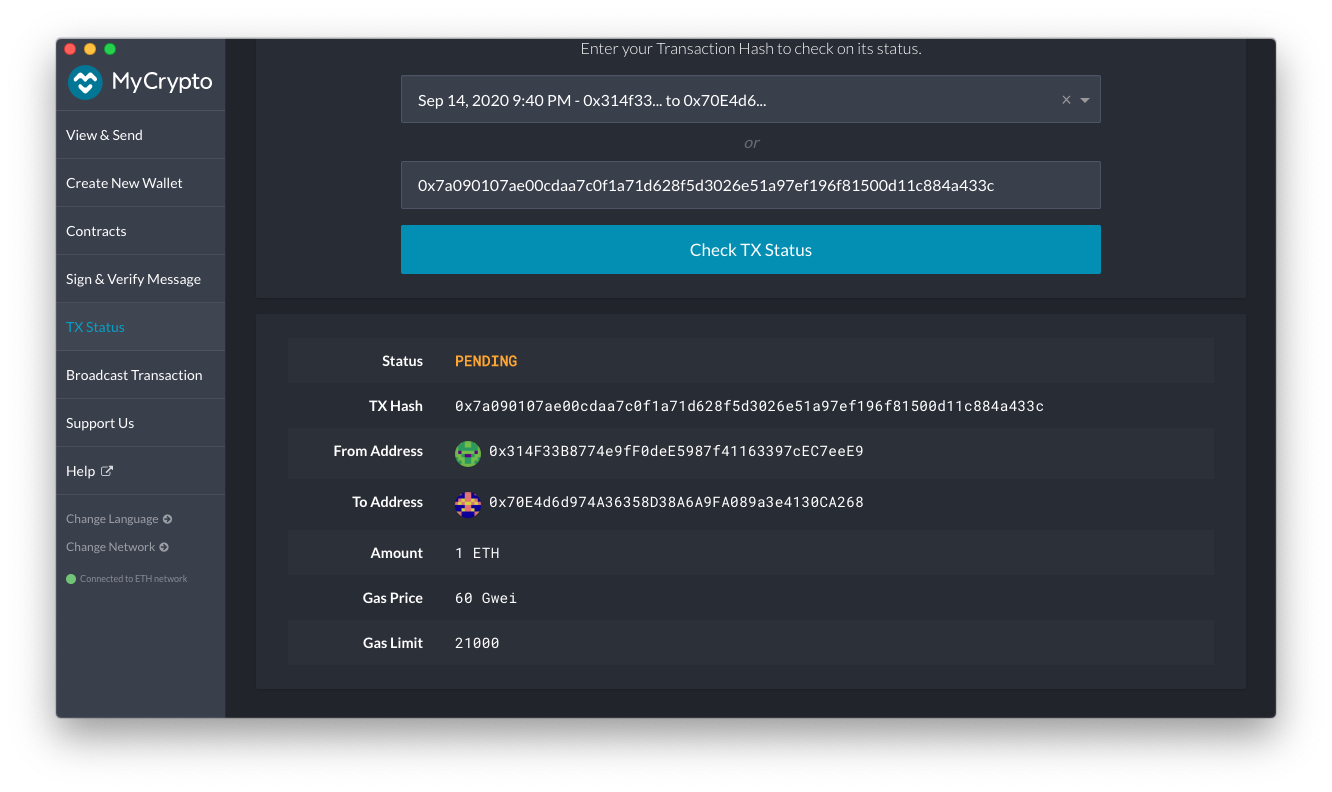 MyCrypto
View & Send
Create New Wallet
Contracts
Sign & Verify Message
TX Status
Broadcast Transaction
Support Us
Help
Change Language
Change Network
Connected to ETH network
Enter your Transaction Hash to check on its status.
Sep 14, 2020 9:40 PM - 0x314f33... to 0x70E4d6...
or
0x7a090107ae00cdaa7c0f1a71d628f5d3026e51a97ef196f81500d11c884a433c
Check TX Status
Status PENDING
TX Hash 0x7a090107ae00cdaa7c0f1a71d628f5d3026e51a97ef196f81500d11c884a433c
From Address 0x314F33B8774e9fF0deE5987f41163397cEC7eeE9
To Address 0x70E4d6d974A36358D38A6A9FA089a3e4130CA268
Amount 1 ETH
Gas Price 60 Gwei
Gas Limit 21000